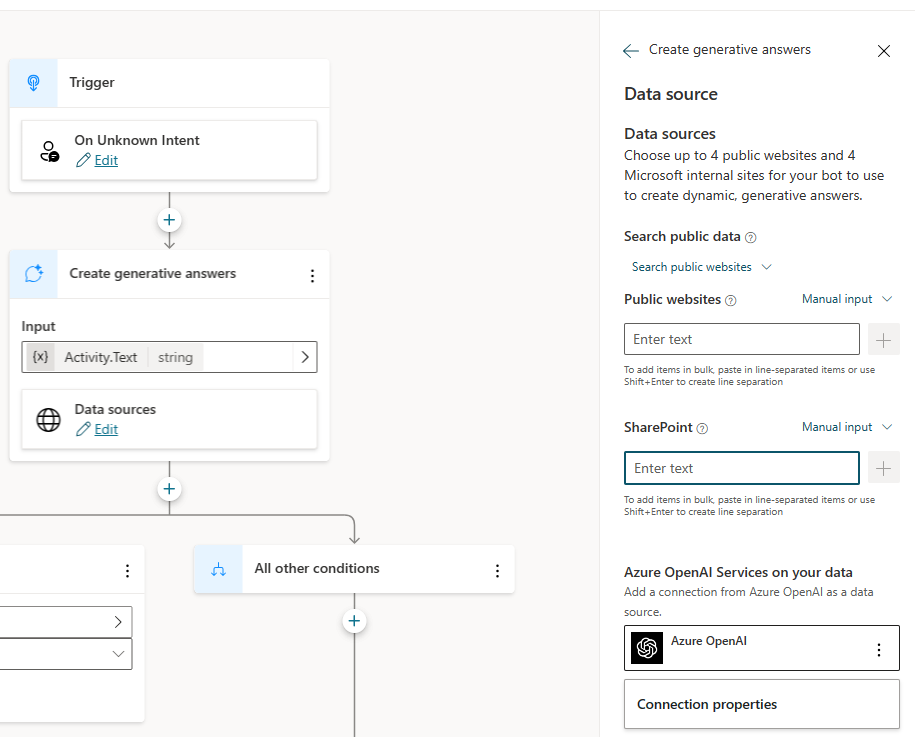 Trigger
On Unknown Intent
Edit
Create generative answers
Input
{x} Activity.Text string
Data sources
Edit
All other conditions
Create generative answers
Data source
Data sources
Choose up to 4 public websites and 4
Microsoft internal sites for your bot to use
to create dynamic, generative answers.
Search public data
Search public websites
Public websites Manual input
Enter text
To add items in bulk, paste in line-separated items or use
Shift+Enter to create line separation
SharePoint Manual input
Enter text
To add items in bulk, paste in line-separated items or use
Shift+Enter to create line separation
Azure OpenAI Services on your data
Add a connection from Azure OpenAI as a data
source.
Azure OpenAI
Connection properties